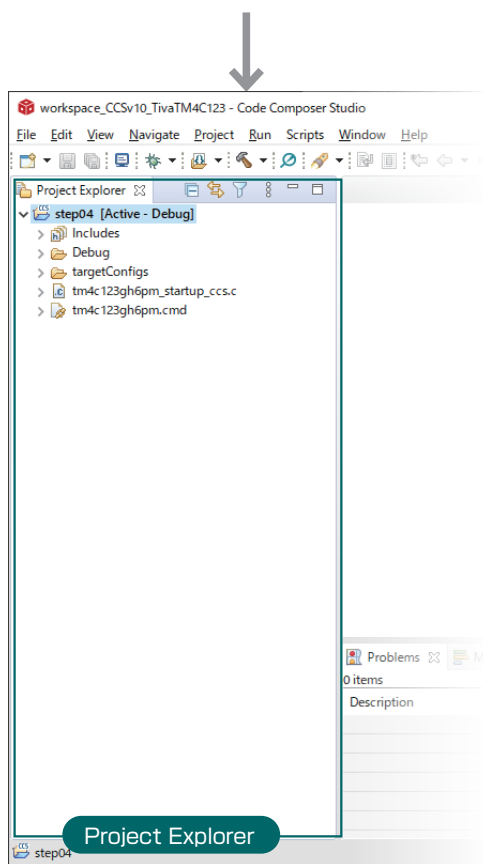 workspace_CCSv10_TivaTM4C123 - Code Composer Studio
File Edit View Navigate Project Run Scripts Window Help
Project Explorer
step04 [Active - Debug]
Includes
Debug
targetConfigs
tm4c123gh6pm_startup_ccs.c
tm4c123gh6pm.cmd
Problems
0 items
Description
Project Explorer
step04